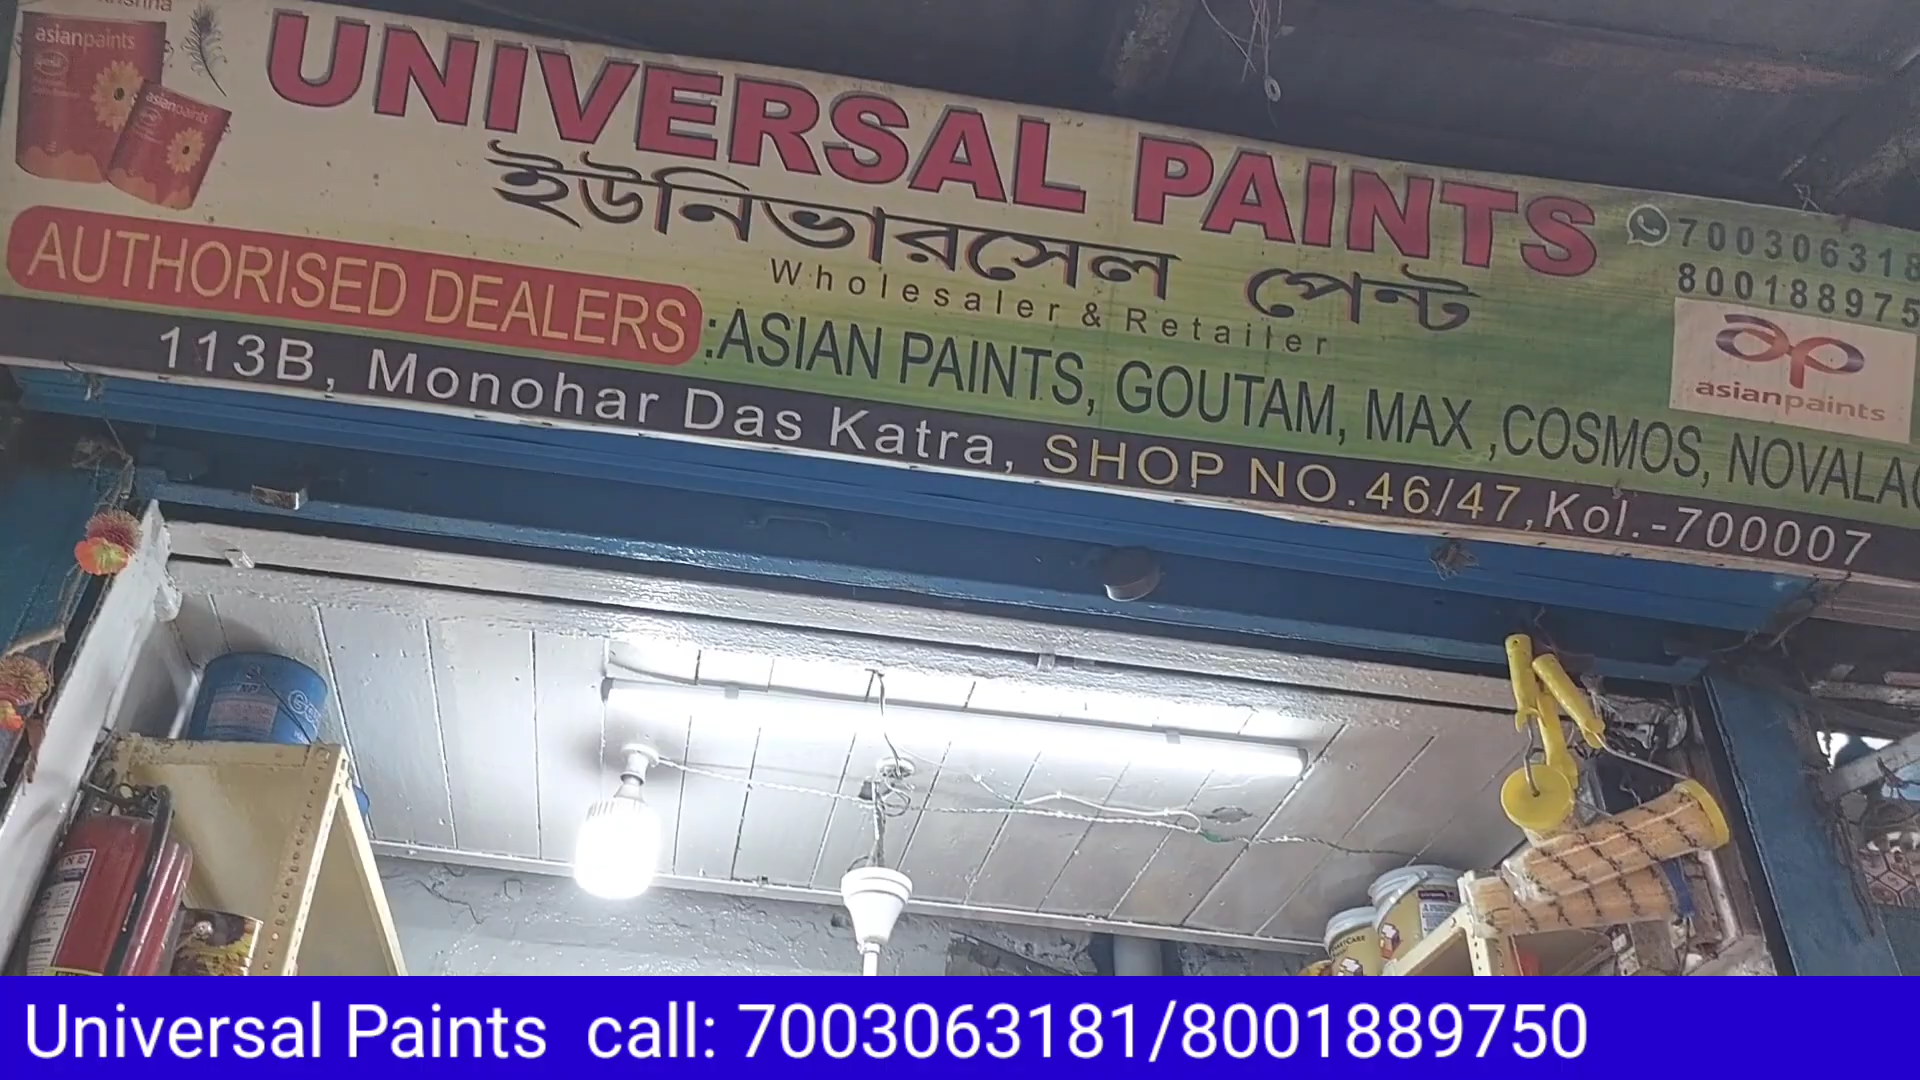 asianpaints
asianpaints
UNIVERSAL PAINTS
ইউনিভারসেল পেন্ট
Wholesaler & Retailer
700306318
800188975
asianpaints
AUTHORISED DEALERS :ASIAN PAINTS, GOUTAM, MAX ,COSMOS, NOVALAC
113B, Monohar Das Katra, SHOP NO.46/47,Kol.-700007
Universal Paints call: 7003063181/8001889750